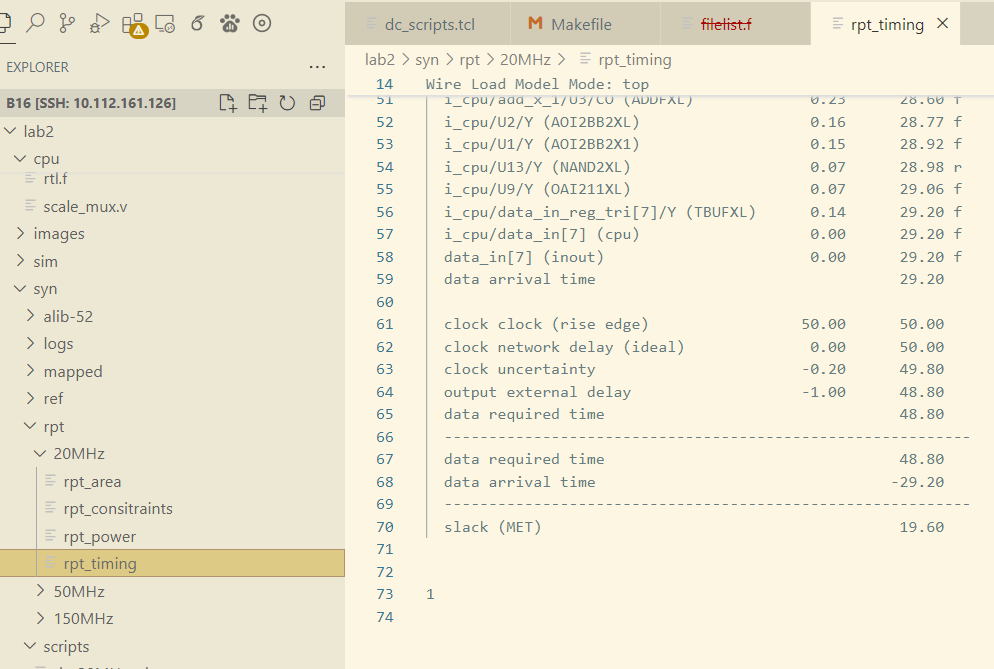 dc_scripts.tcl
M Makefile
filelist.f
rpt_timing
EXPLORER
B16 [SSH: 10.112.161.126]
lab2
cpu
rtl.f
scale_mux.v
images
sim
syn
alib-52
logs
mapped
ref
rpt
20MHz
rpt_area
rpt_consitraints
rpt_power
rpt_timing
50MHz
150MHz
scripts
lab2 > syn > rpt > 20MHz > rpt_timing
14 Wire Load Model Mode: top
51 i_cpu/add_x_1/U3/CO (ADDFXL) 0.23 28.60 f
52 i_cpu/U2/Y (AOI2BB2XL) 0.16 28.77 f
53 i_cpu/U1/Y (AOI2BB2X1) 0.15 28.92 f
54 i_cpu/U13/Y (NAND2XL) 0.07 28.98 r
55 i_cpu/U9/Y (OAI211XL) 0.07 29.06 f
56 i_cpu/data_in_reg_tri[7]/Y (TBUFXL) 0.14 29.20 f
57 i_cpu/data_in[7] (cpu) 0.00 29.20 f
58 data_in[7] (inout) 0.00 29.20 f
59 data arrival time 29.20
60
61 clock clock (rise edge) 50.00 50.00
62 clock network delay (ideal) 0.00 50.00
63 clock uncertainty -0.20 49.80
64 output external delay -1.00 48.80
65 data required time 48.80
66 -----------------------------------------------------------
67 data required time 48.80
68 data arrival time -29.20
69 -----------------------------------------------------------
70 slack (MET) 19.60
71
72
73 1
74